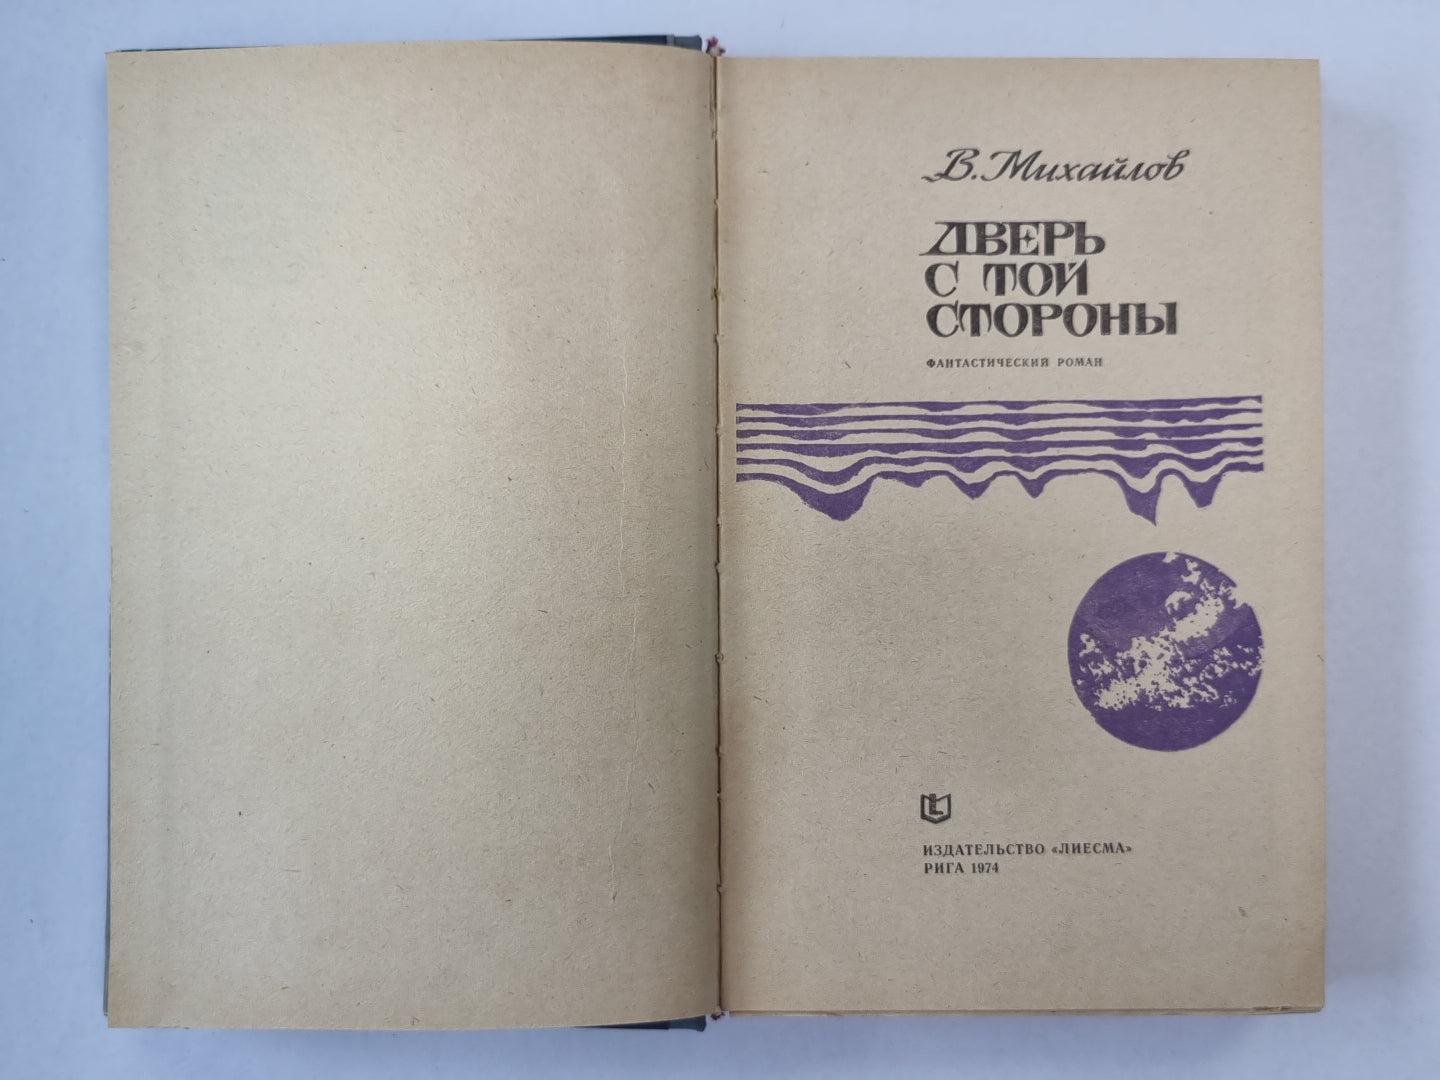 В. Михайлов
ДВЕРЬ
С ТОЙ
СТОРОНЫ
ФАНТАСТИЧЕСКИЙ РОМАН
L
ИЗДАТЕЛЬСТВО «ЛИЕСМА»
РИГА 1974